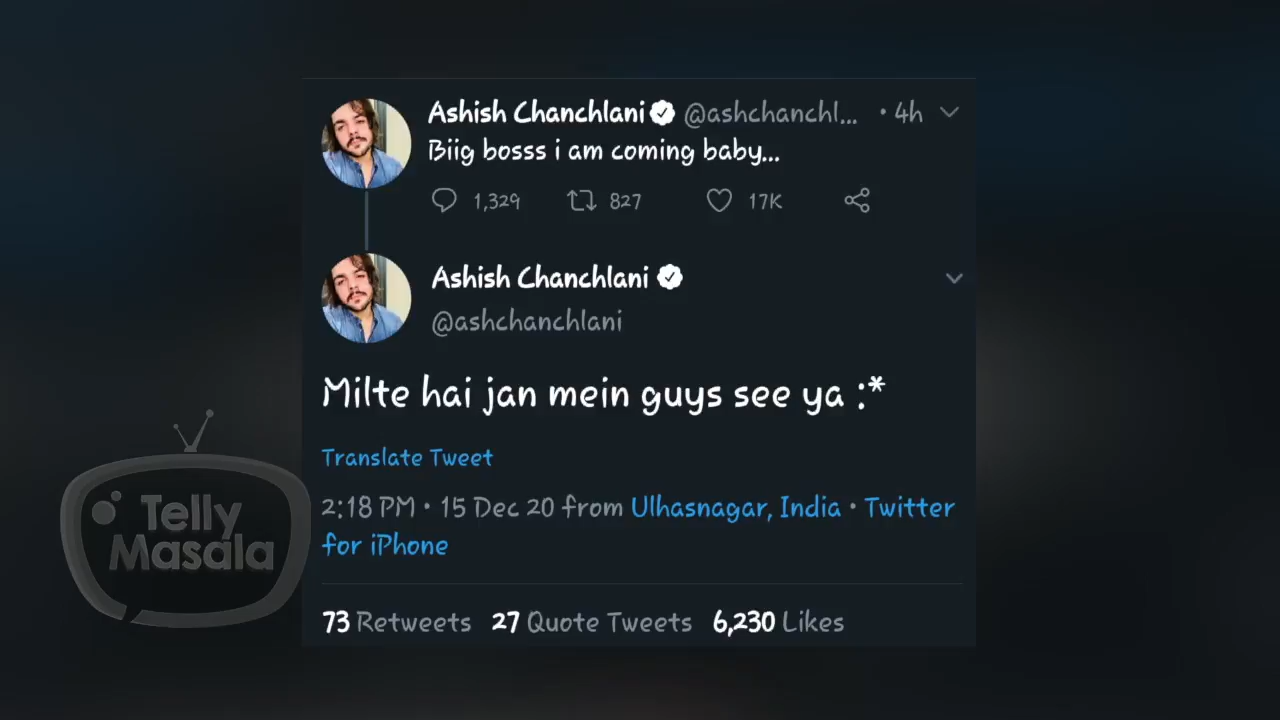 Ashish Chanchlani @ashchanchl... • 4h
Biig bosss i am coming baby...
1,329 827 17K
Ashish Chanchlani
@ashchanchlani
Milte hai jan mein guys see ya :*
Translate Tweet
2:18 PM • 15 Dec 20 from Ulhasnagar, India • Twitter
for iPhone
73 Retweets 27 Quote Tweets 6,230 Likes
Telly
Masala